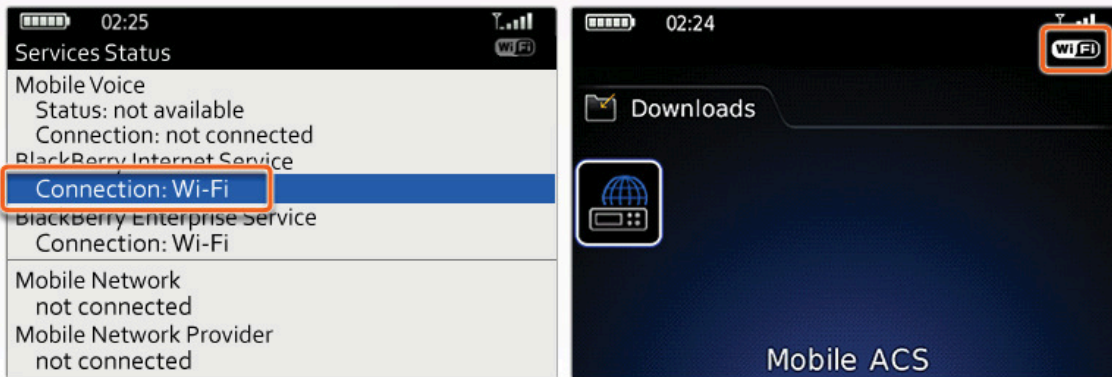 02:25
Services Status
WiFi
Mobile Voice
Status: not available
Connection: not connected
BlackBerry Internet Service
Connection: Wi-Fi
BlackBerry Enterprise Service
Connection: Wi-Fi
Mobile Network
not connected
Mobile Network Provider
not connected
02:24
WiFi
Downloads
Mobile ACS